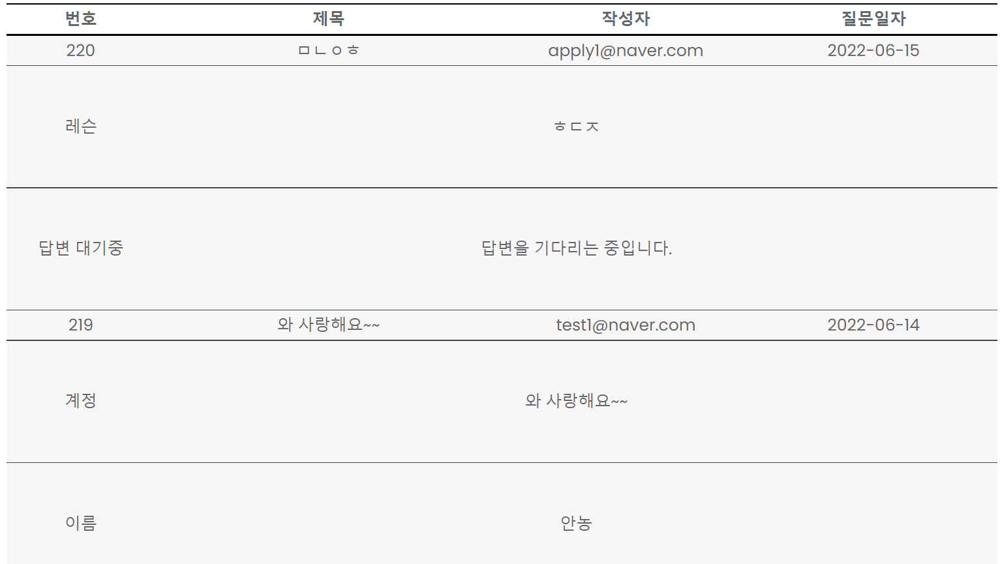 번호 제목 작성자 질문일자
220 ㅁㄴㅇㅎ apply1@naver.com 2022-06-15
레슨 ㅎㄷㅈ
답변 대기중 답변을 기다리는 중입니다.
219 와 사랑해요~~ test1@naver.com 2022-06-14
계정 와 사랑해요~~
이름 안농